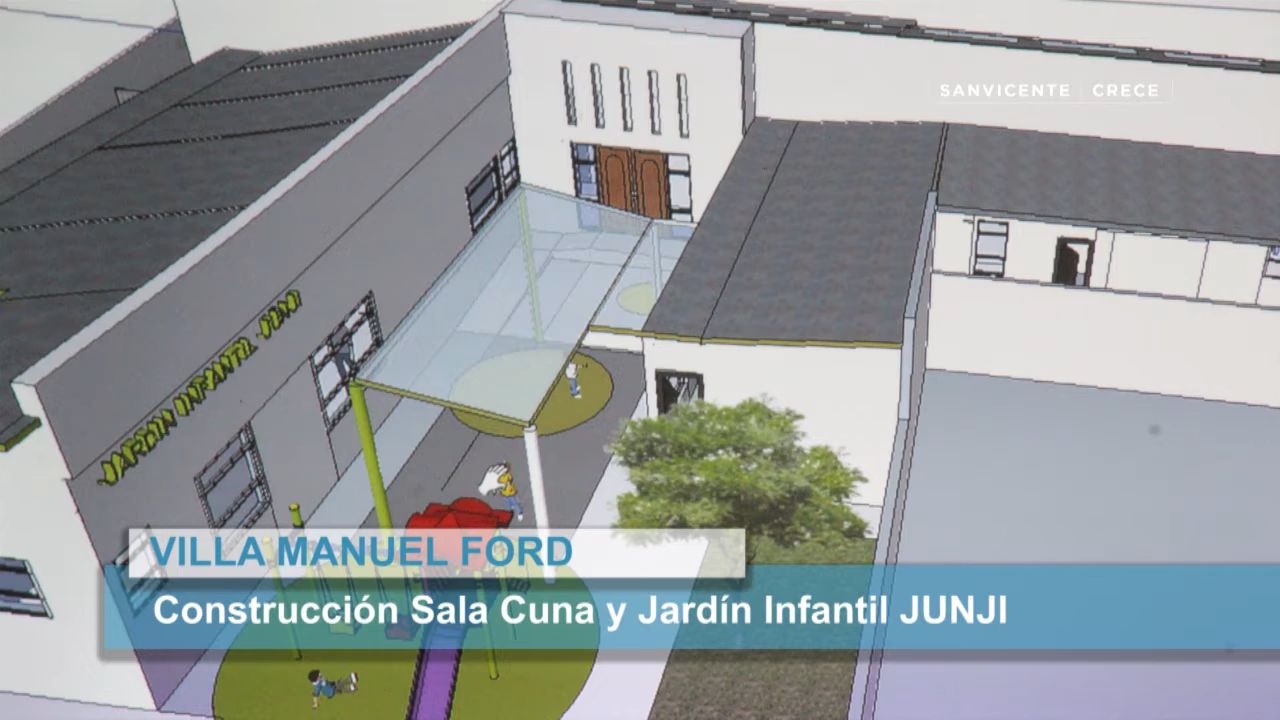 SANVICENTE CRECE
JARDIN INFANTIL JUNJI
VILLA MANUEL FORD
Construcción Sala Cuna y Jardín Infantil JUNJI